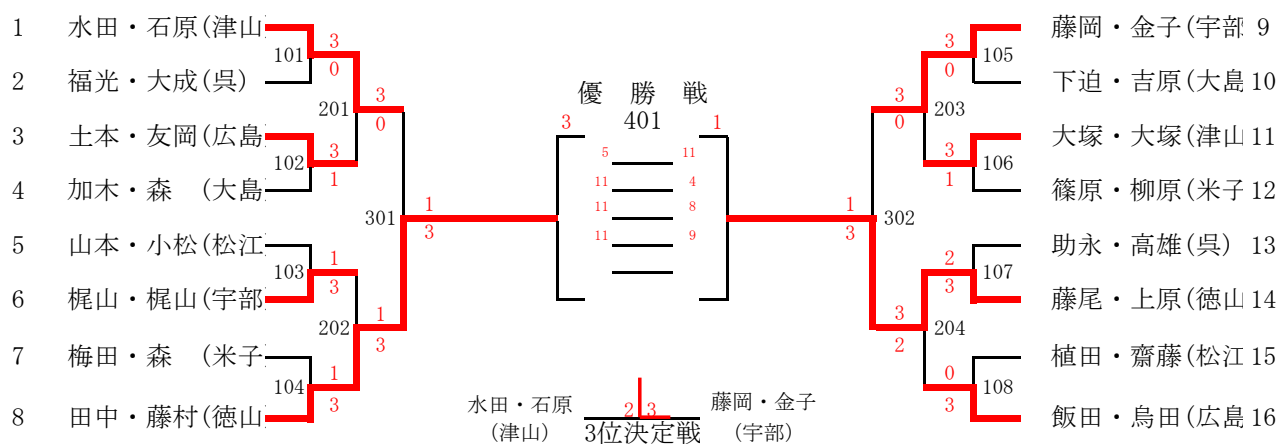 1 水田・石原(津山
2 福光・大成(呉)
3 土本・友岡(広島
4 加木・森 (大島
5 山本・小松(松江
6 梶山・梶山(宇部
7 梅田・森 (米子
8 田中・藤村(徳山
101
3
0
102
3
1
103
1
3
104
1
3
201
3
0
202
1
3
301
1
3
優 勝 戦
401
3 1
5 11
11 4
11 8
11 9
302
1
3
203
3
0
204
3
2
105
3
0
106
3
1
107
2
3
108
0
3
藤岡・金子(宇部 9
下迫・吉原(大島 10
大塚・大塚(津山 11
篠原・柳原(米子 12
助永・高雄(呉) 13
藤尾・上原(徳山 14
植田・齋藤(松江 15
飯田・烏田(広島 16
水田・石原
(津山)
2 3
3位決定戦
藤岡・金子
(宇部)